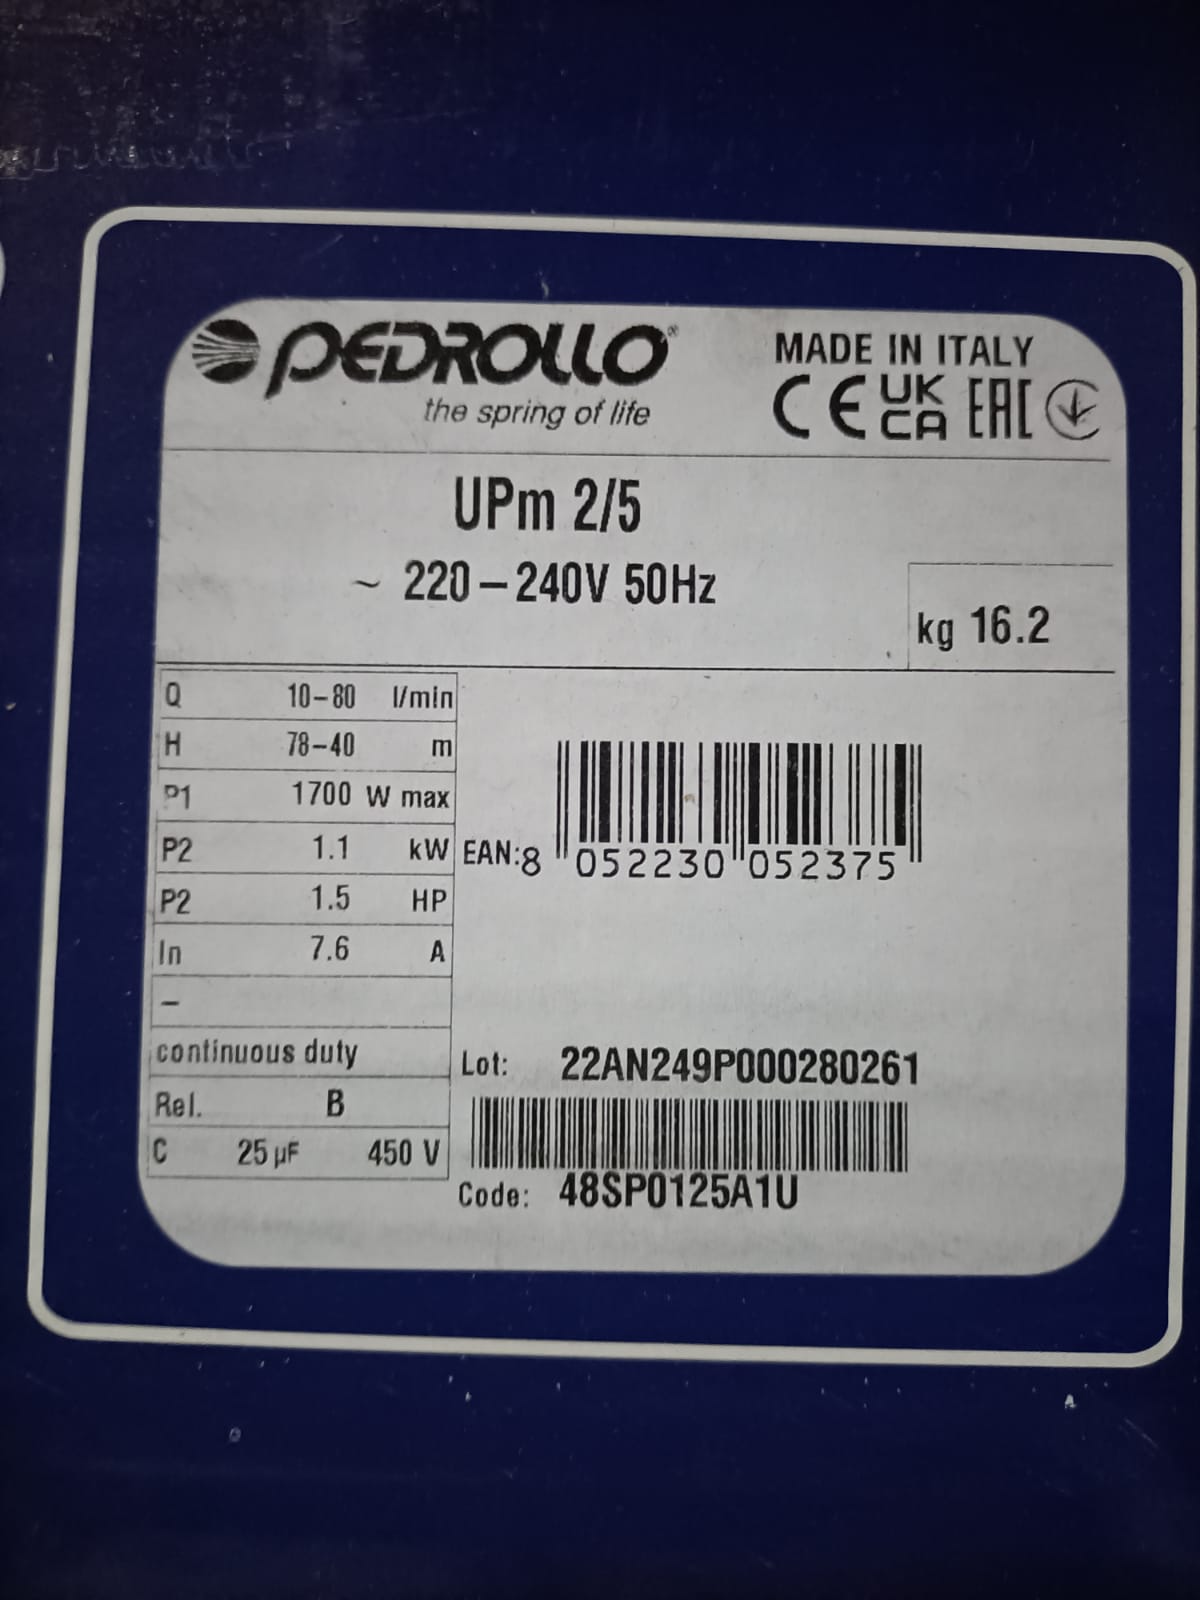 PEDROLLO®
the spring of life
MADE IN ITALY
CE UK CA EAC
UPm 2/5
~ 220–240V 50Hz
kg 16.2
Q 10–80 l/min
H 78–40 m
P1 1700 W max
P2 1.1 kW
P2 1.5 HP
In 7.6 A
–
continuous duty
Rel. B
C 25 µF 450 V
EAN: 8 052230 052375
Lot: 22AN249P000280261
Code: 48SP0125A1U